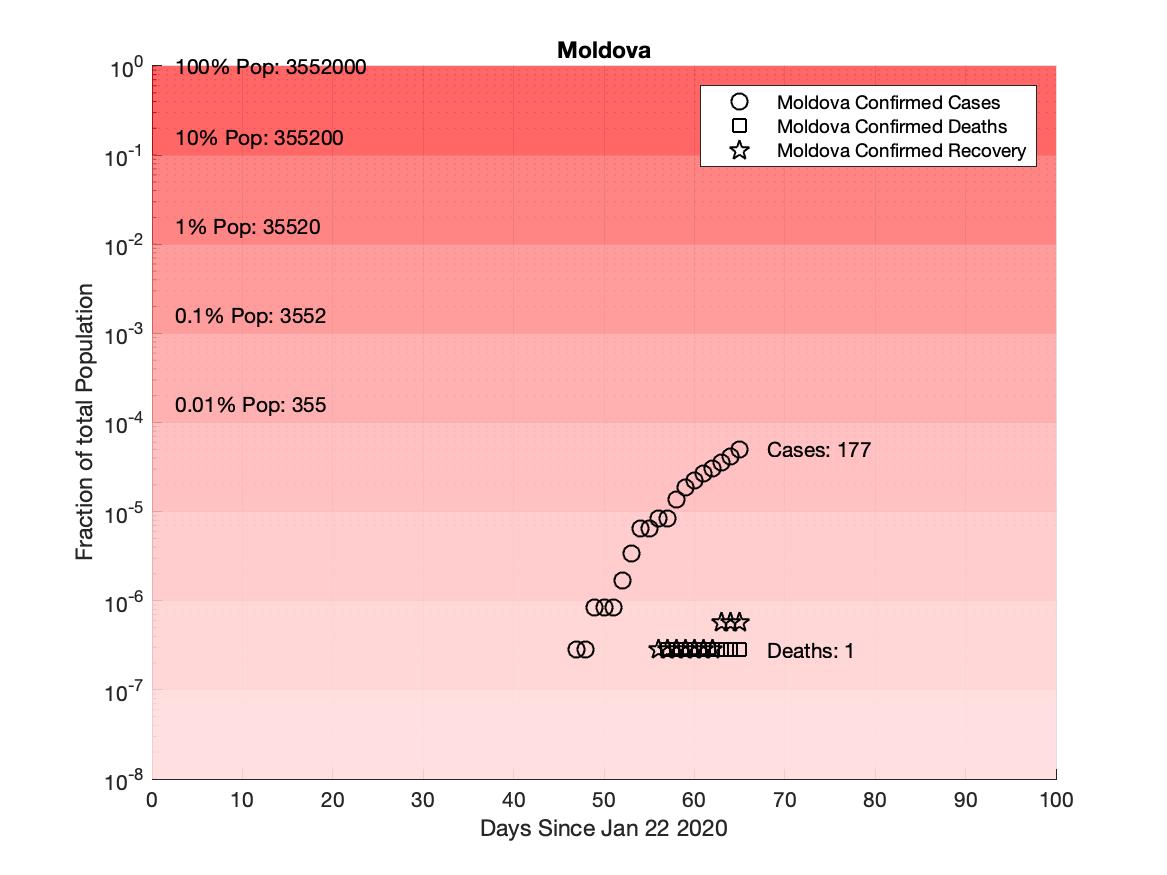 Moldova
10^0
100% Pop: 3552000
Moldova Confirmed Cases
10% Pop: 355200
Moldova Confirmed Deaths
Moldova Confirmed Recovery
10^-1
1% Pop: 35520
10^-2
0.1% Pop: 3552
10^-3
0.01% Pop: 355
10^-4
Cases: 177
10^-5
10^-6
Deaths: 1
10^-7
10^-8
Fraction of total Population
0 10 20 30 40 50 60 70 80 90 100
Days Since Jan 22 2020